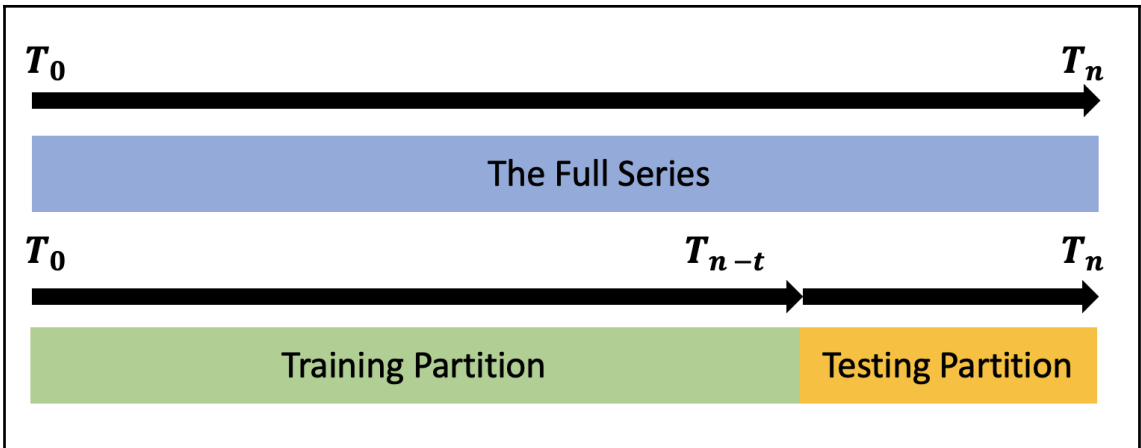 T₀ Tₙ
The Full Series
T₀ Tₙ₋ₜ Tₙ
Training Partition Testing Partition